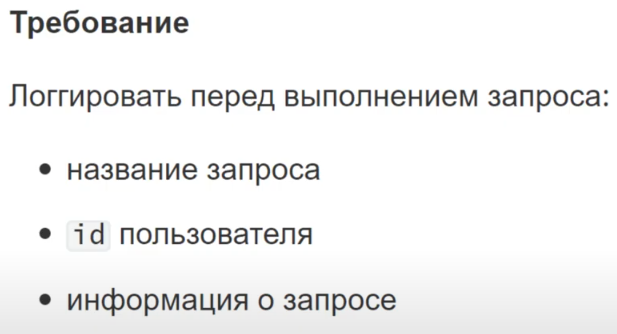 Требование
Логгировать перед выполнением запроса:
• название запроса
• id пользователя
• информация о запросе